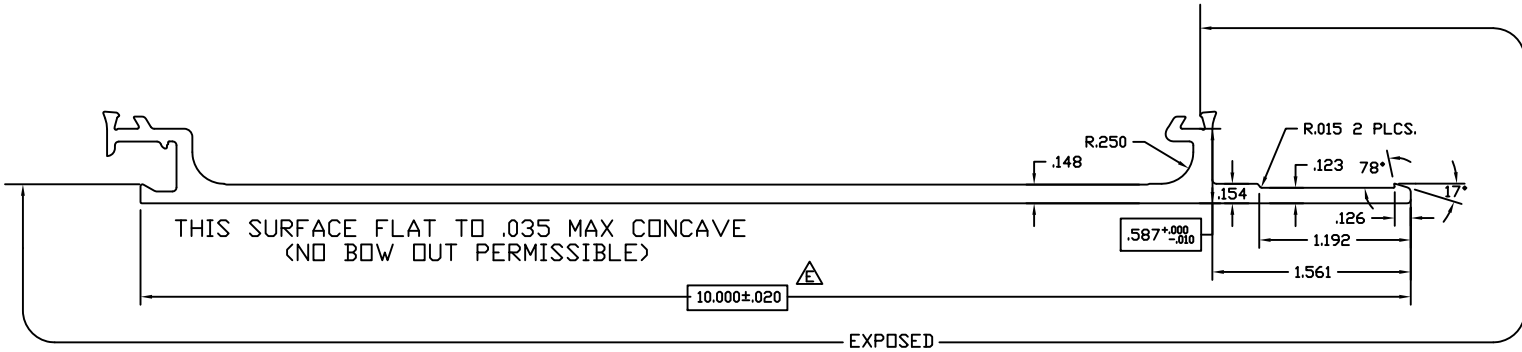 R.015 2 PLCS.
R.250
.148
.123
78°
.154
17°
.126
THIS SURFACE FLAT TO .035 MAX CONCAVE
(NO BOW OUT PERMISSIBLE)
.587+.000
-.010
1.192
1.561
E
10.000±.020
EXPOSED